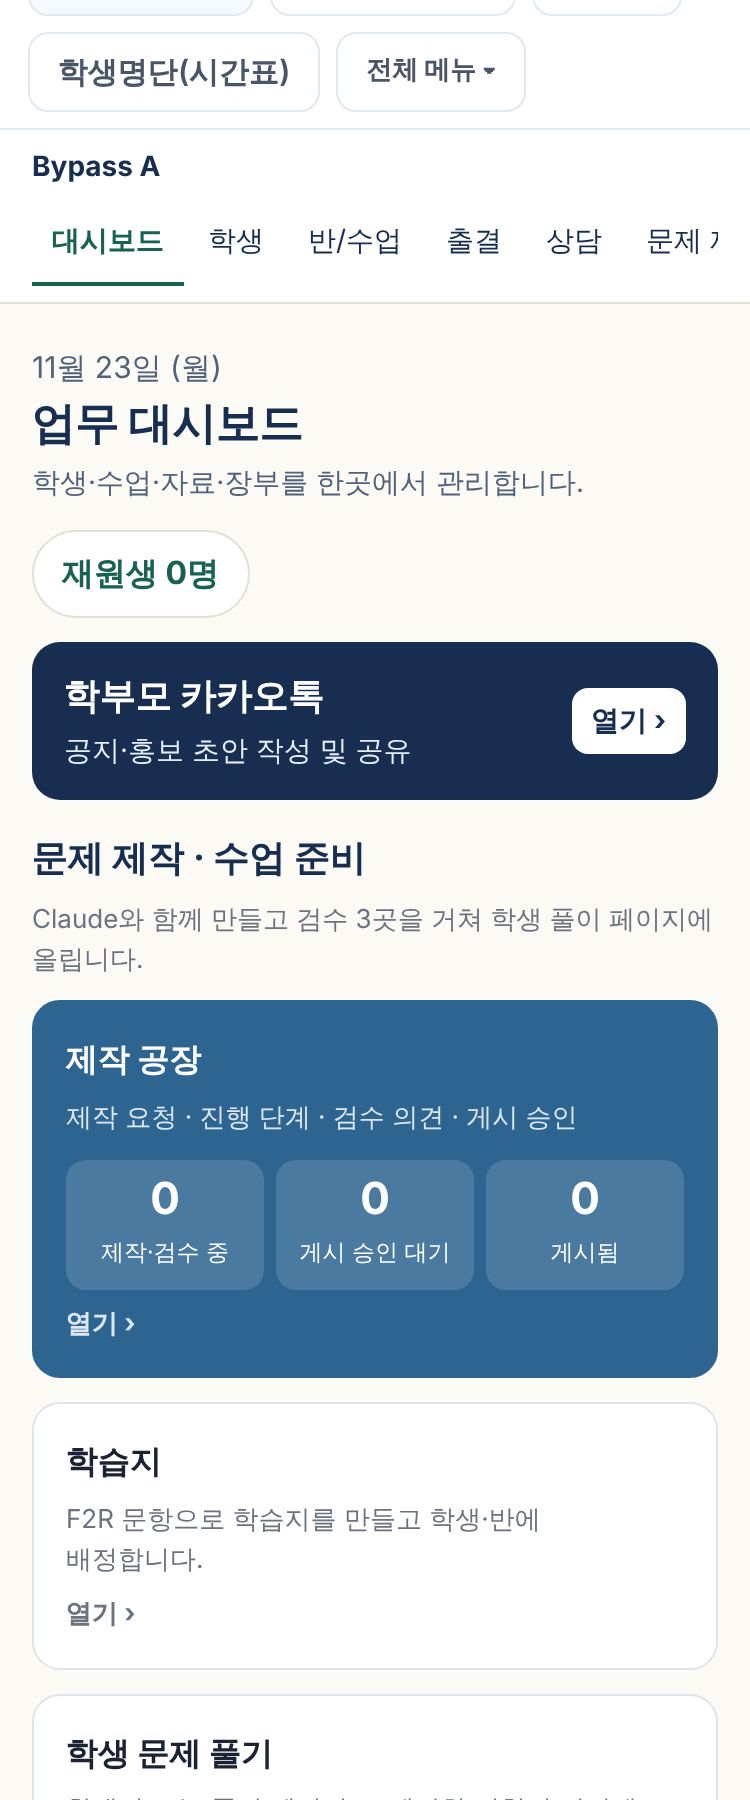 학생명단(시간표)
전체 메뉴
Bypass A
대시보드 학생 반/수업 출결 상담 문제
11월 23일 (월)
업무 대시보드
학생·수업·자료·장부를 한곳에서 관리합니다.
재원생 0명
학부모 카카오톡
공지·홍보 초안 작성 및 공유
열기 ›
문제 제작 · 수업 준비
Claude와 함께 만들고 검수 3곳을 거쳐 학생 풀이 페이지에
올립니다.
제작 공장
제작 요청 · 진행 단계 · 검수 의견 · 게시 승인
0 0 0
제작·검수 중 게시 승인 대기 게시됨
열기 ›
학습지
F2R 문항으로 학습지를 만들고 학생·반에
배정합니다.
열기 ›
학생 문제 풀기